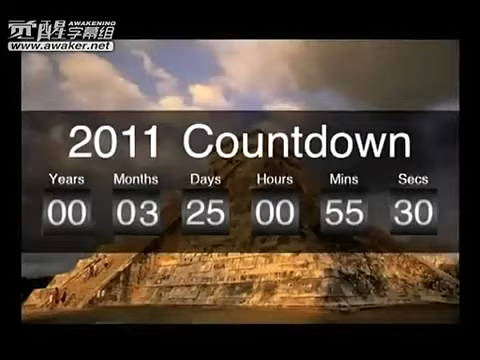 觉醒字幕组
AWAKENING
www.awaker.net
2011 Countdown
Years Months Days Hours Mins Secs
00 03 25 00 55 30